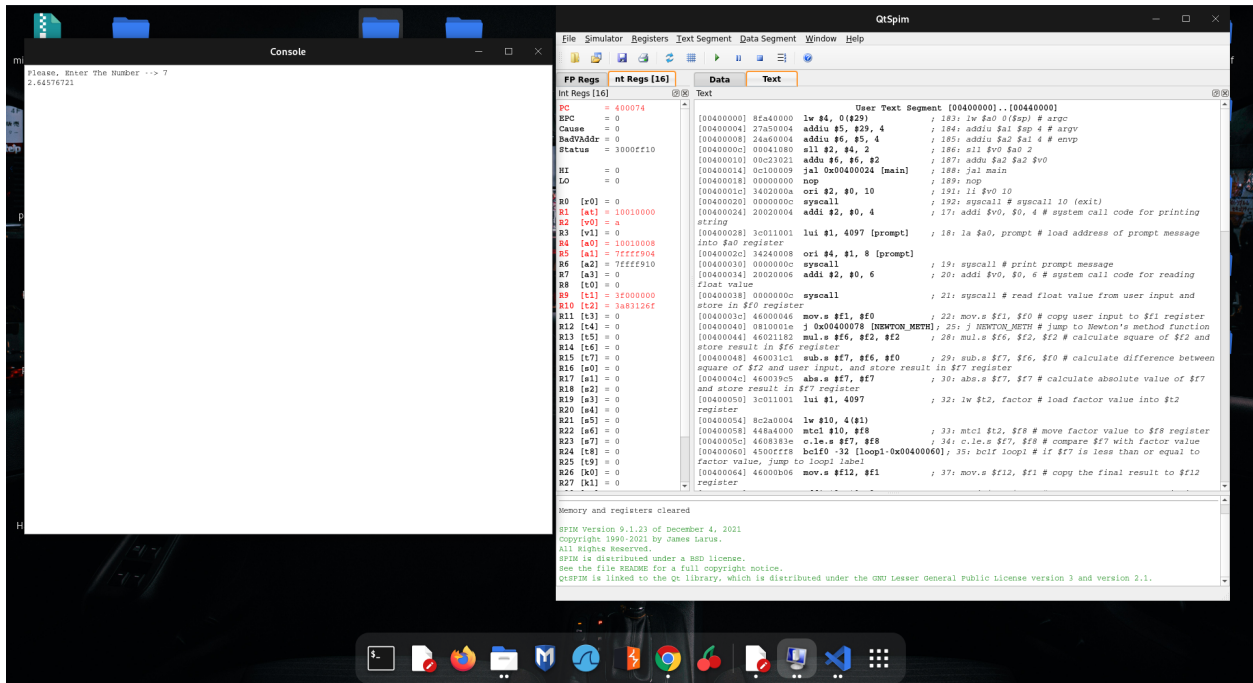 Console
Please, Enter The Number --> 7
2.64576721
QtSpim
File Simulator Registers Text Segment Data Segment Window Help
FP Regs nt Regs [16]
Data Text
Int Regs [16]
Text
PC = 400074
EPC = 0
Cause = 0
BadVAddr = 0
Status = 3000ff10
HI = 0
LO = 0
R0 [r0] = 0
R1 [at] = 10010000
R2 [v0] = a
R3 [v1] = 0
R4 [a0] = 10010008
R5 [a1] = 7ffff904
R6 [a2] = 7ffff910
R7 [a3] = 0
R8 [t0] = 0
R9 [t1] = 3f000000
R10 [t2] = 3a83126f
R11 [t3] = 0
R12 [t4] = 0
R13 [t5] = 0
R14 [t6] = 0
R15 [t7] = 0
R16 [s0] = 0
R17 [s1] = 0
R18 [s2] = 0
R19 [s3] = 0
R20 [s4] = 0
R21 [s5] = 0
R22 [s6] = 0
R23 [s7] = 0
R24 [t8] = 0
R25 [t9] = 0
R26 [k0] = 0
R27 [k1] = 0
User Text Segment [00400000]..[00440000]
[00400000] 8fa40000 lw $4, 0($29) ; 183: lw $a0 0($sp) # argc
[00400004] 27a50004 addiu $5, $29, 4 ; 184: addiu $a1 $sp 4 # argv
[00400008] 24a60004 addiu $6, $5, 4 ; 185: addiu $a2 $a1 4 # envp
[0040000c] 00041080 sll $2, $4, 2 ; 186: sll $v0 $a0 2
[00400010] 00c23021 addu $6, $6, $2 ; 187: addu $a2 $a2 $v0
[00400014] 0c100009 jal 0x00400024 [main] ; 188: jal main
[00400018] 00000000 nop ; 189: nop
[0040001c] 3402000a ori $2, $0, 10 ; 191: li $v0 10
[00400020] 0000000c syscall ; 192: syscall # syscall 10 (exit)
[00400024] 20020004 addi $2, $0, 4 ; 17: addi $v0, $0, 4 # system call code for printing
string
[00400028] 3c011001 lui $1, 4097 [prompt] ; 18: la $a0, prompt # load address of prompt message
into $a0 register
[0040002c] 34240008 ori $4, $1, 8 [prompt]
[00400030] 0000000c syscall ; 19: syscall # print prompt message
[00400034] 20020006 addi $2, $0, 6 ; 20: addi $v0, $0, 6 # system call code for reading
float value
[00400038] 0000000c syscall ; 21: syscall # read float value from user input and
store in $f0 register
[0040003c] 46000046 mov.s $f1, $f0 ; 22: mov.s $f1, $f0 # copy user input to $f1 register
[00400040] 0810001e j 0x00400078 [NEWTON_METH]; 25: j NEWTON_METH # jump to Newton's method function
[00400044] 46021182 mul.s $f6, $f2, $f2 ; 28: mul.s $f6, $f2, $f2 # calculate square of $f2 and
store result in $f6 register
[00400048] 460031c1 sub.s $f7, $f6, $f0 ; 29: sub.s $f7, $f6, $f0 # calculate difference between
square of $f2 and user input, and store result in $f7 register
[0040004c] 460039c5 abs.s $f7, $f7 ; 30: abs.s $f7, $f7 # calculate absolute value of $f7
and store result in $f7 register
[00400050] 3c011001 lui $1, 4097 ; 32: lw $t2, factor # load factor value into $t2
register
[00400054] 8c2a0004 lw $10, 4($1)
[00400058] 448a4000 mtc1 $10, $f8 ; 33: mtc1 $t2, $f8 # move factor value to $f8 register
[0040005c] 4608383e c.le.s $f7, $f8 ; 34: c.le.s $f7, $f8 # compare $f7 with factor value
[00400060] 4500fff8 bc1f0 -32 [loop1-0x00400060]; 35: bc1f loop1 # if $f7 is less than or equal to
factor value, jump to loop1 label
[00400064] 46000b06 mov.s $f12, $f1 ; 37: mov.s $f12, $f1 # copy the final result to $f12
register
Memory and registers cleared
SPIM Version 9.1.23 of December 4, 2021
Copyright 1990-2021 by James Larus.
All Rights Reserved.
SPIM is distributed under a BSD license.
See the file README for a full copyright notice.
QtSPIM is linked to the Qt library, which is distributed under the GNU Lesser General Public License version 3 and version 2.1.